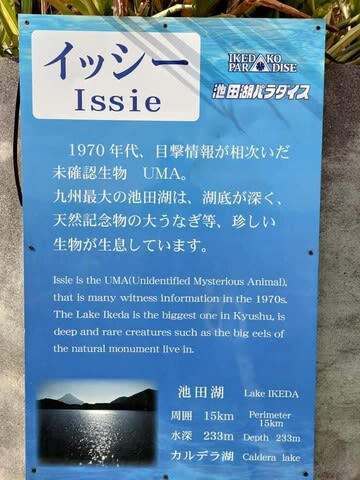 イッシー
Issie
IKEDAKO
PARADISE
池田湖パラダイス
1970年代、目撃情報が相次いだ
未確認生物 UMA。
九州最大の池田湖は、湖底が深く、
天然記念物の大うなぎ等、珍しい
生物が生息しています。
Issie is the UMA(Unidentified Mysterious Animal),
that is many witness information in the 1970s.
The Lake Ikeda is the biggest one in Kyushu, is
deep and rare creatures such as the big eels of
the natural monument live in.
池田湖 Lake IKEDA
周囲 15km Perimeter 15km
水深 233m Depth 233m
カルデラ湖 Caldera lake